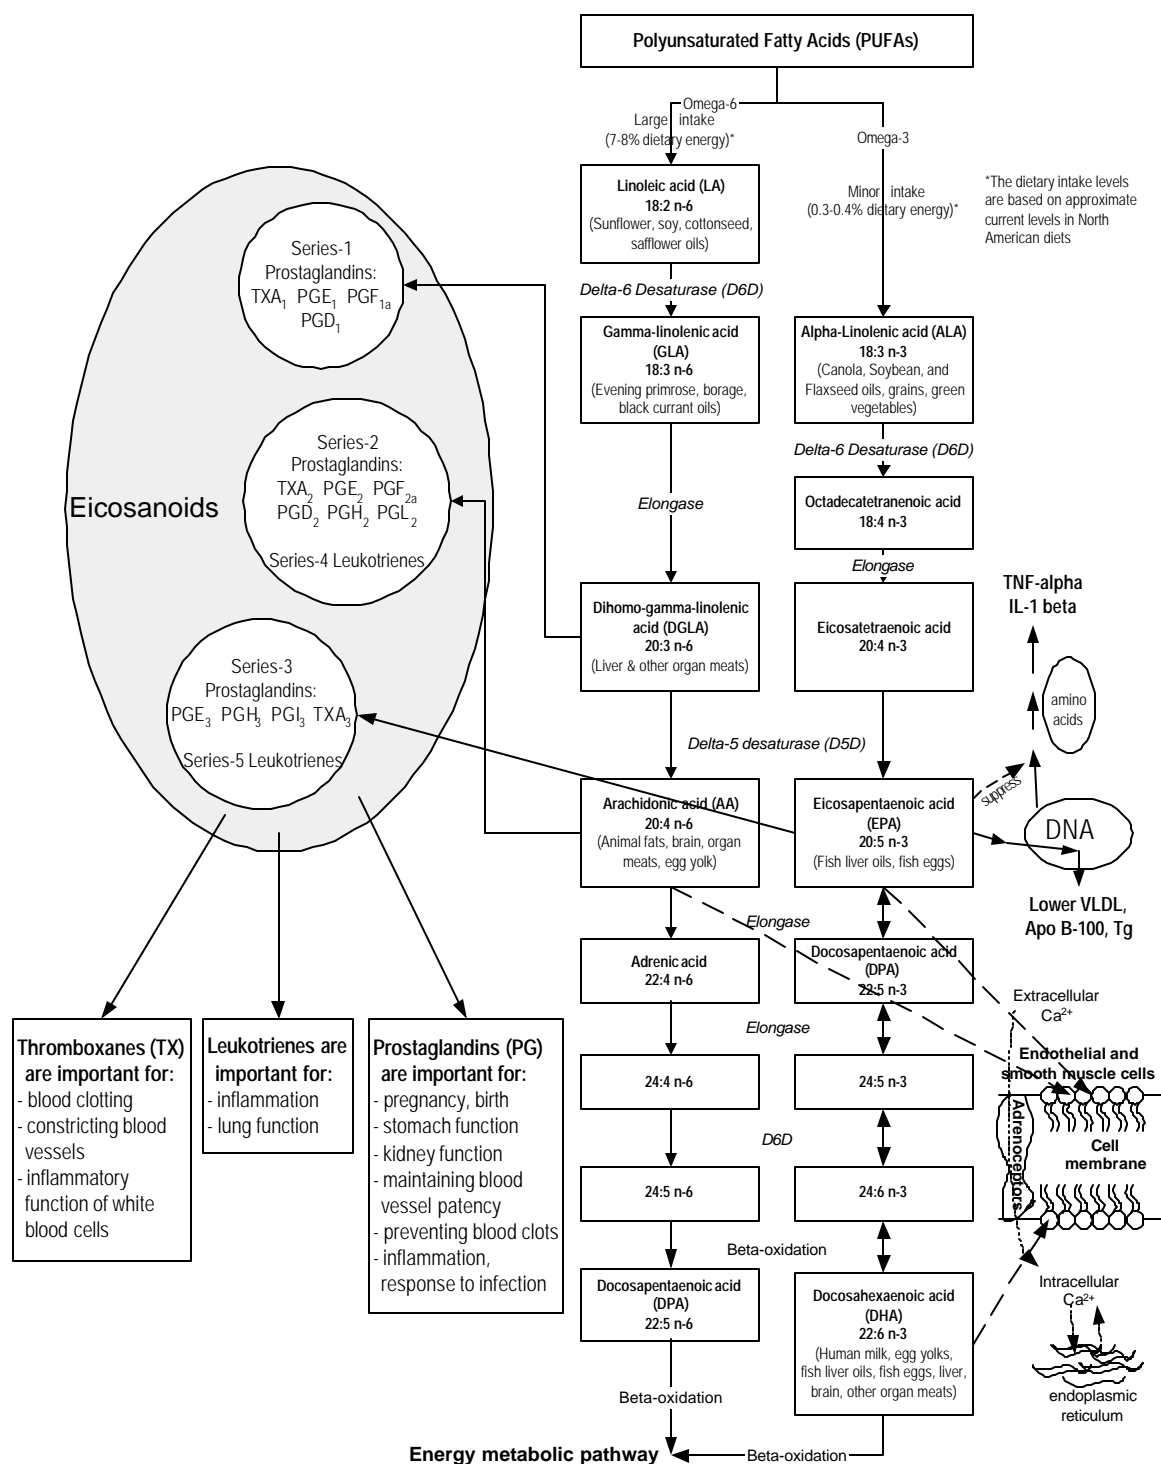 Polyunsaturated Fatty Acids (PUFAs)
Omega-6
Large intake
(7-8% dietary energy)*
Omega-3
Minor intake
(0.3-0.4% dietary energy)*
*The dietary intake levels
are based on approximate
current levels in North
American diets
Linoleic acid (LA)
18:2 n-6
(Sunflower, soy, cottonseed,
safflower oils)
Delta-6 Desaturase (D6D)
Gamma-linolenic acid
(GLA)
18:3 n-6
(Evening primrose, borage,
black currant oils)
Alpha-Linolenic acid (ALA)
18:3 n-3
(Canola, Soybean, and
Flaxseed oils, grains, green
vegetables)
Delta-6 Desaturase (D6D)
Elongase
Octadecatetranenoic acid
18:4 n-3
Elongase
Dihomo-gamma-linolenic
acid (DGLA)
20:3 n-6
(Liver & other organ meats)
Eicosatetraenoic acid
20:4 n-3
Delta-5 desaturase (D5D)
Arachidonic acid (AA)
20:4 n-6
(Animal fats, brain, organ
meats, egg yolk)
Eicosapentaenoic acid
(EPA)
20:5 n-3
(Fish liver oils, fish eggs)
Elongase
Adrenic acid
22:4 n-6
Docosapentaenoic acid
(DPA)
22:5 n-3
Elongase
24:4 n-6
24:5 n-3
D6D
24:5 n-6
24:6 n-3
Beta-oxidation
Docosapentaenoic acid
(DPA)
22:5 n-6
Docosahexaenoic acid
(DHA)
22:6 n-3
(Human milk, egg yolks,
fish liver oils, fish eggs, liver,
brain, other organ meats)
Beta-oxidation
Energy metabolic pathway
Beta-oxidation
Eicosanoids
Series-1
Prostaglandins:
TXA1 PGE1 PGF1a
PGD1
Series-2
Prostaglandins:
TXA2 PGE2 PGF2a
PGD2 PGH2 PGL2
Series-4 Leukotrienes
Series-3
Prostaglandins:
PGE3 PGH3 PGI3 TXA3
Series-5 Leukotrienes
Thromboxanes (TX)
are important for:
- blood clotting
- constricting blood
vessels
- inflammatory
function of white
blood cells
Leukotrienes are
important for:
- inflammation
- lung function
Prostaglandins (PG)
are important for:
- pregnancy, birth
- stomach function
- kidney function
- maintaining blood
vessel patency
- preventing blood clots
- inflammation,
response to infection
TNF-alpha
IL-1 beta
amino
acids
suppress
DNA
Lower VLDL,
Apo B-100, Tg
Extracellular
Ca2+
Endothelial and
smooth muscle cells
Adrenoceptors
Cell
membrane
Intracellular
Ca2+
endoplasmic
reticulum